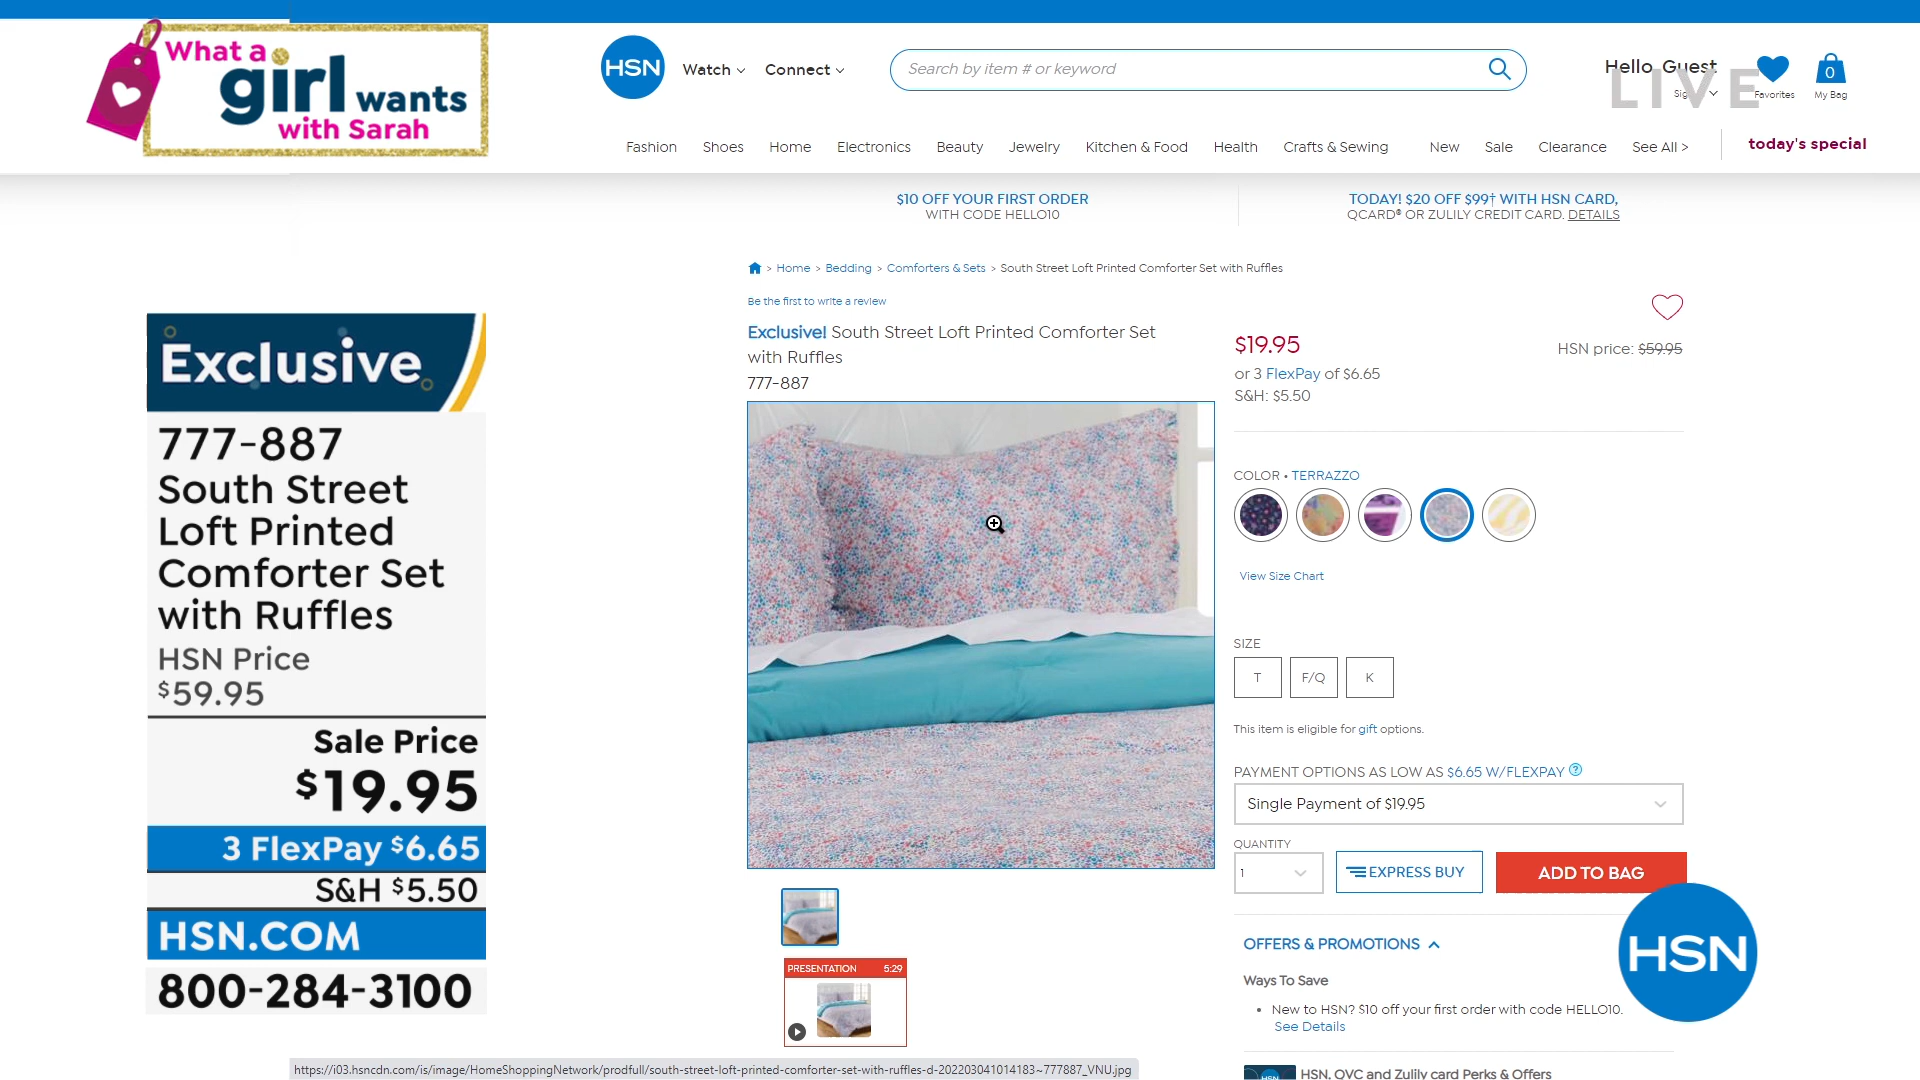 What a
girl wants
with Sarah
HSN
Watch
Connect
Search by item # or keyword
Hello, Guest
LIVE
Favorites
0
My Bag
Fashion
Shoes
Home
Electronics
Beauty
Jewelry
Kitchen & Food
Health
Crafts & Sewing
New
Sale
Clearance
See All >
today's special
$10 OFF YOUR FIRST ORDER
WITH CODE HELLO10
TODAY! $20 OFF $99† WITH HSN CARD,
QCARD® OR ZULILY CREDIT CARD. DETAILS
> Home > Bedding > Comforters & Sets > South Street Loft Printed Comforter Set with Ruffles
Be the first to write a review
Exclusive! South Street Loft Printed Comforter Set
with Ruffles
777-887
$19.95
HSN price: $59.95
or 3 FlexPay of $6.65
S&H: $5.50
COLOR • TERRAZZO
View Size Chart
SIZE
T
F/Q
K
This item is eligible for gift options.
PAYMENT OPTIONS AS LOW AS $6.65 W/FLEXPAY ?
Single Payment of $19.95
QUANTITY
1
EXPRESS BUY
ADD TO BAG
OFFERS & PROMOTIONS
Ways To Save
• New to HSN? $10 off your first order with code HELLO10.
See Details
HSN
HSN, QVC and Zulily card Perks & Offers
HSN
PRESENTATION 5:29
Exclusive
777-887
South Street
Loft Printed
Comforter Set
with Ruffles
HSN Price
$59.95
Sale Price
$19.95
3 FlexPay $6.65
S&H $5.50
HSN.COM
800-284-3100
https://i03.hsncdn.com/is/image/HomeShoppingNetwork/prodfull/south-street-loft-printed-comforter-set-with-ruffles-d-202203041014183~777887_VNU.jpg